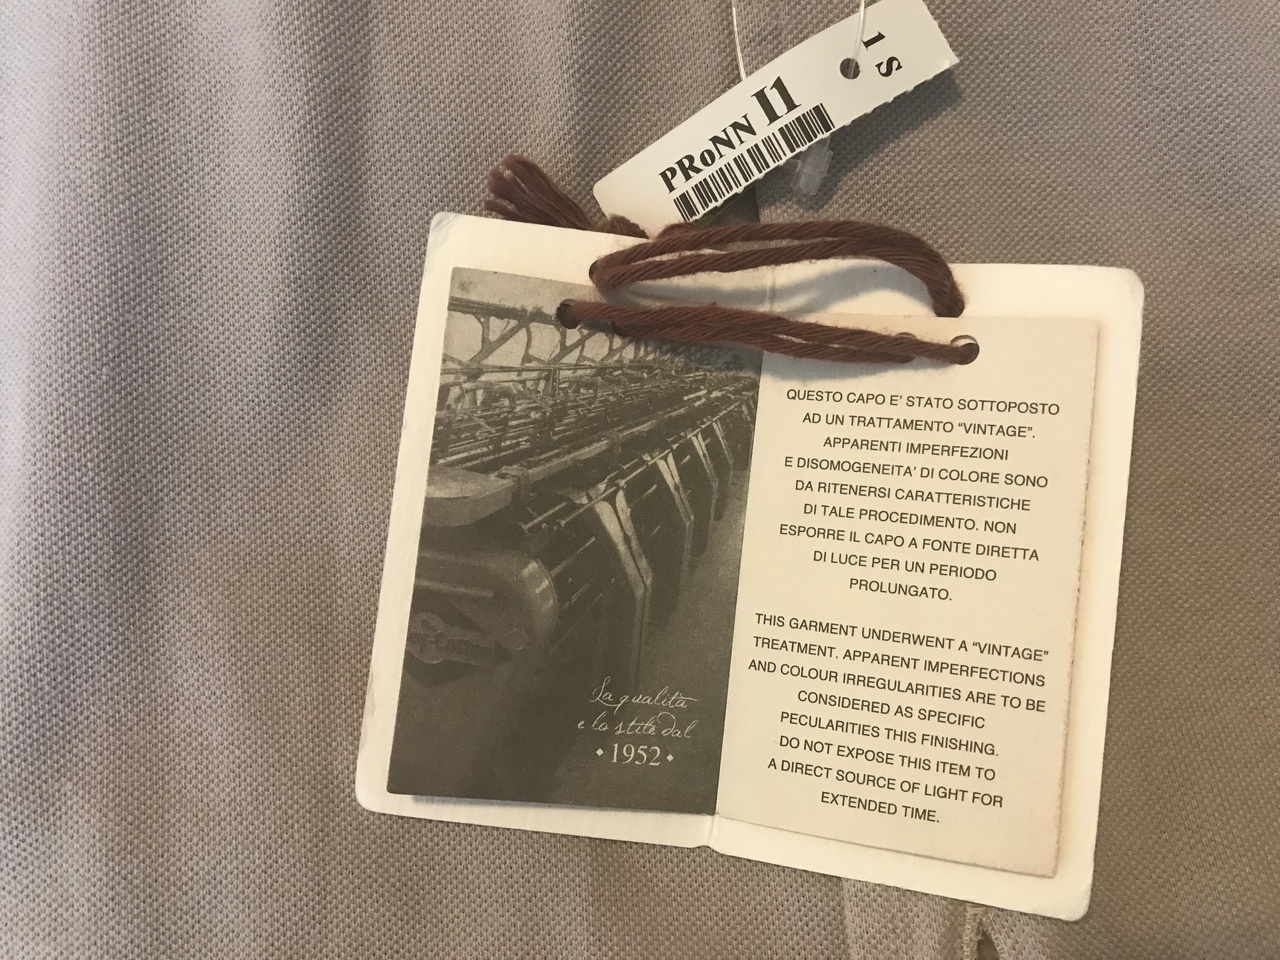 1 S
PRoNN I1
La qualità
e lo stile dal
1952
QUESTO CAPO E' STATO SOTTOPOSTO
AD UN TRATTAMENTO “VINTAGE”.
APPARENTI IMPERFEZIONI
E DISOMOGENEITA' DI COLORE SONO
DA RITENERSI CARATTERISTICHE
DI TALE PROCEDIMENTO. NON
ESPORRE IL CAPO A FONTE DIRETTA
DI LUCE PER UN PERIODO
PROLUNGATO.
THIS GARMENT UNDERWENT A “VINTAGE”
TREATMENT. APPARENT IMPERFECTIONS
AND COLOUR IRREGULARITIES ARE TO BE
CONSIDERED AS SPECIFIC
PECULARITIES THIS FINISHING.
DO NOT EXPOSE THIS ITEM TO
A DIRECT SOURCE OF LIGHT FOR
EXTENDED TIME.